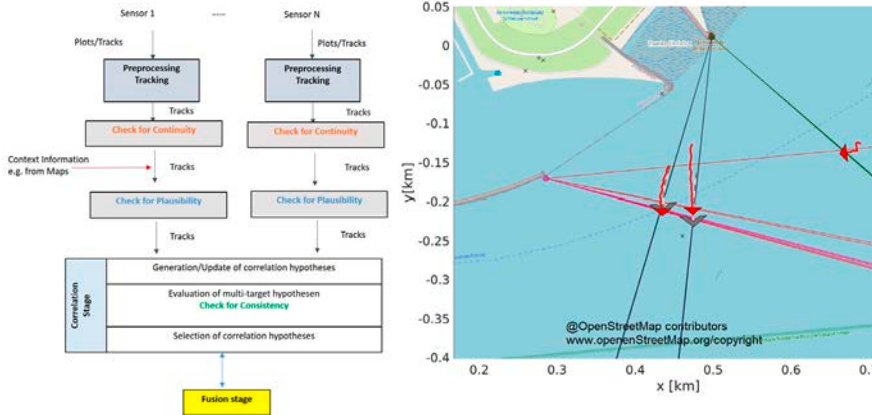 Sensor 1 ...... Sensor N
Plots/Tracks
Plots/Tracks
Preprocessing
Tracking
Preprocessing
Tracking
Tracks
Tracks
Check for Continuity
Check for Continuity
Context Information
e.g. from Maps
Tracks
Tracks
Check for Plausibility
Check for Plausibility
Tracks
Tracks
Correlation
Stage
Generation/Update of correlation hypotheses
Evaluation of multi-target hypothesen
Check for Consistency
Selection of correlation hypotheses
Fusion stage
0.05
0
-0.05
-0.1
-0.15
-0.2
-0.25
-0.3
-0.35
-0.4
y[km]
@OpenStreetMap contributors
www.openenStreetMap.org/copyright
0.2 0.3 0.4 0.5 0.6 0.7
x [km]